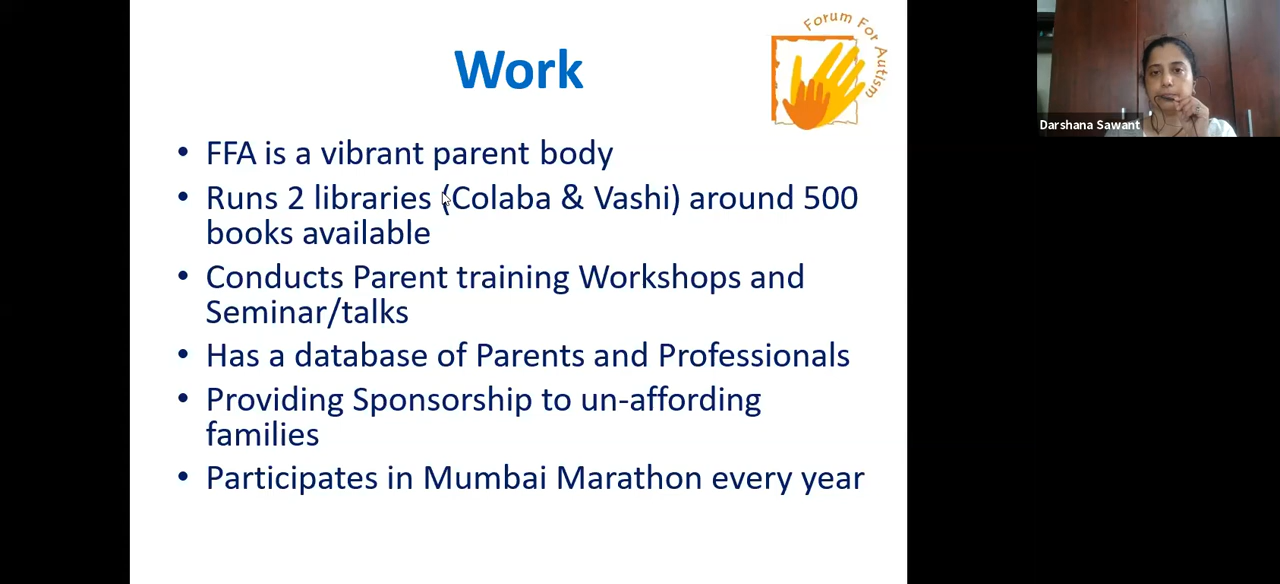 Work
Forum For Autism
Darshana Sawant
• FFA is a vibrant parent body
• Runs 2 libraries (Colaba & Vashi) around 500
books available
• Conducts Parent training Workshops and
Seminar/talks
• Has a database of Parents and Professionals
• Providing Sponsorship to un-affording
families
• Participates in Mumbai Marathon every year